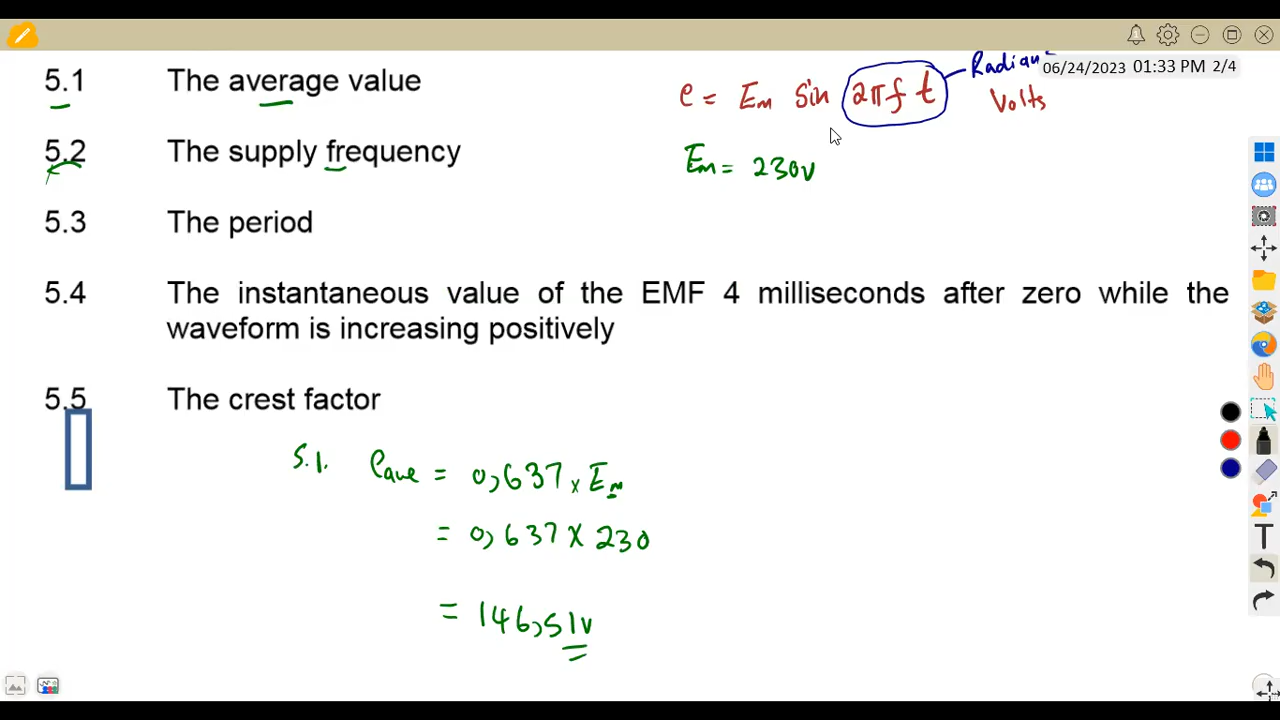 5.1 The average value
e = Em Sin 2πft
Volts
06/24/2023 01:33 PM 2/4
5.2 The supply frequency
Em = 230v
5.3 The period
5.4 The instantaneous value of the EMF 4 milliseconds after zero while the
waveform is increasing positively
5.5 The crest factor
5.1. eave = 0,637 x Em
= 0,637 x 230
= 146,51v
T